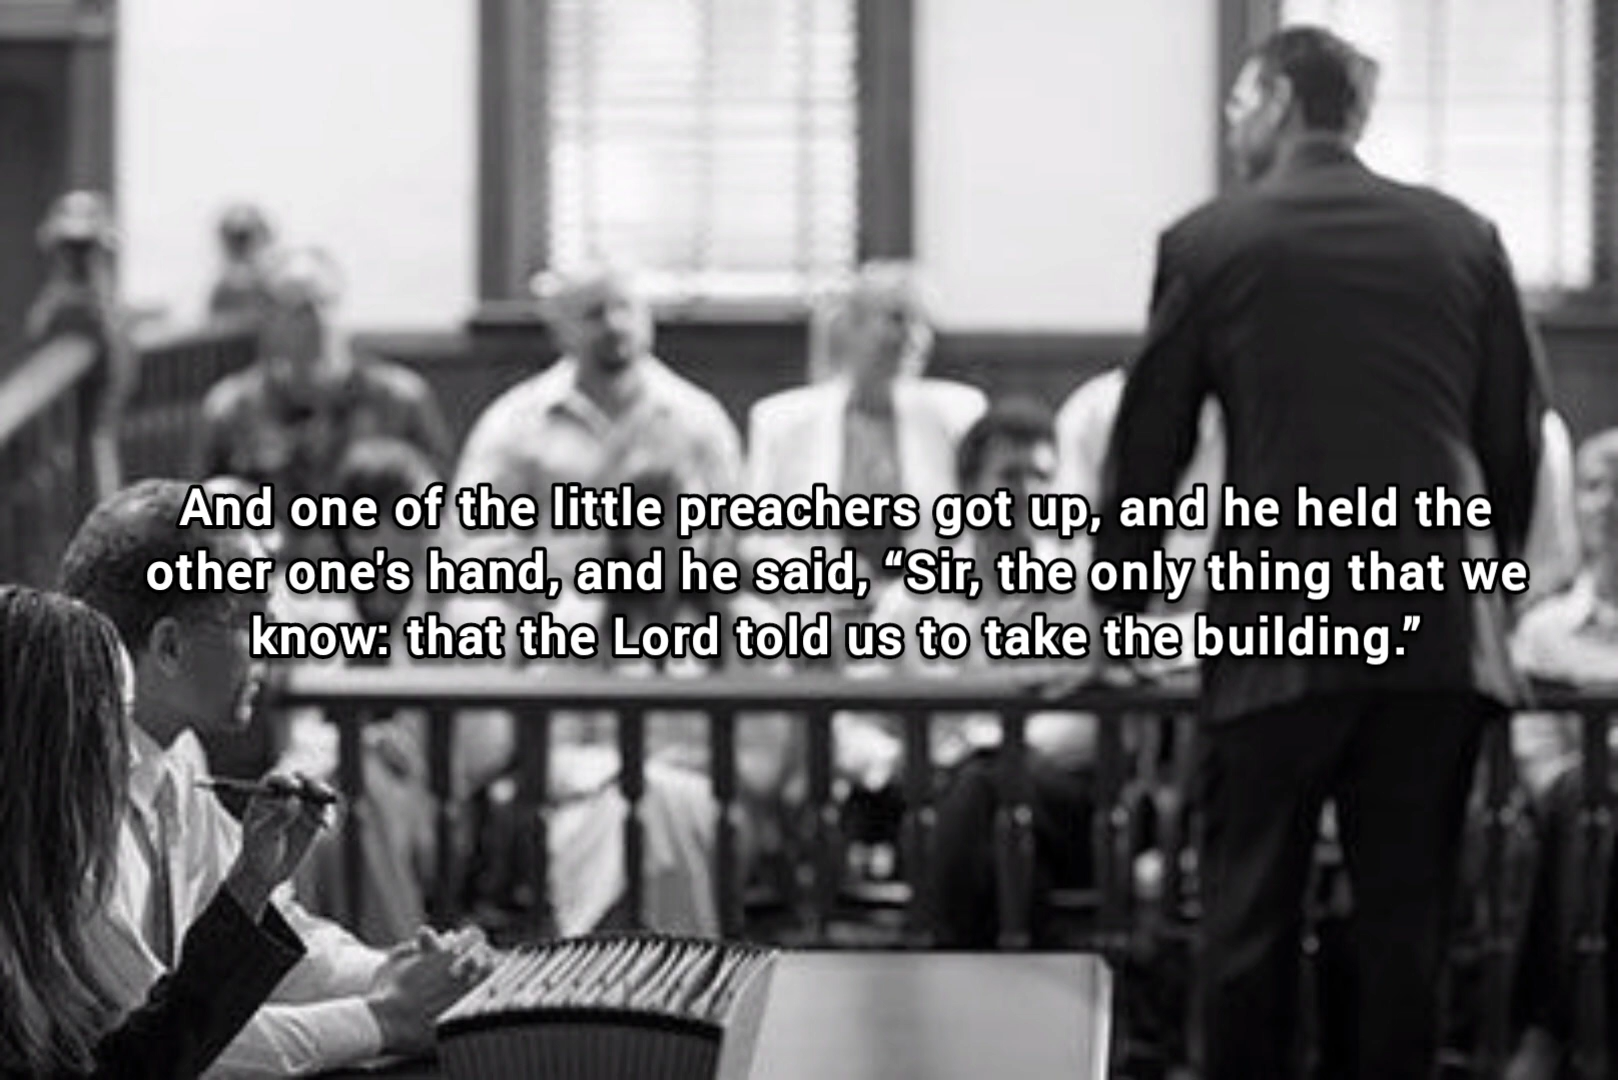 And one of the little preachers got up, and he held the
other one's hand, and he said, “Sir, the only thing that we
know: that the Lord told us to take the building.”